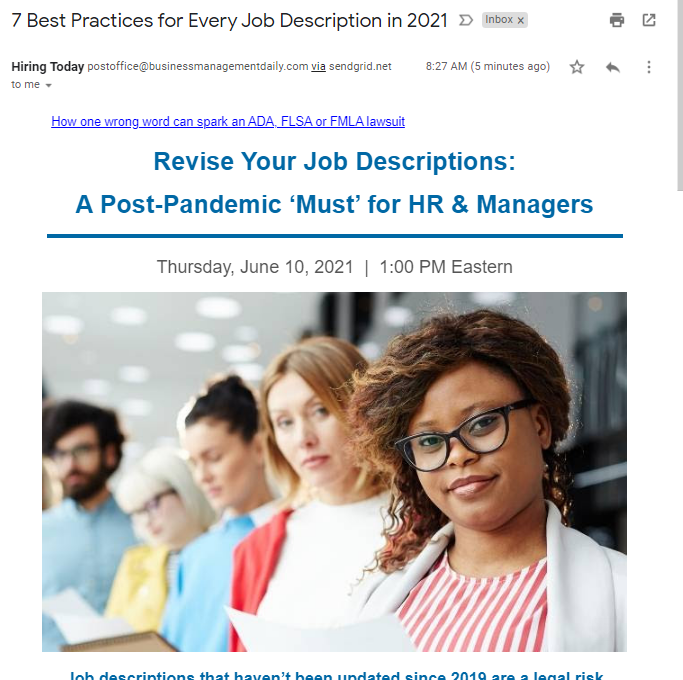 7 Best Practices for Every Job Description in 2021 Inbox x
Hiring Today postoffice@businessmanagementdaily.com via sendgrid.net 8:27 AM (5 minutes ago)
to me
How one wrong word can spark an ADA, FLSA or FMLA lawsuit
Revise Your Job Descriptions:
A Post-Pandemic ‘Must’ for HR & Managers
Thursday, June 10, 2021 | 1:00 PM Eastern
Job descriptions that haven’t been updated since 2019 are a legal risk